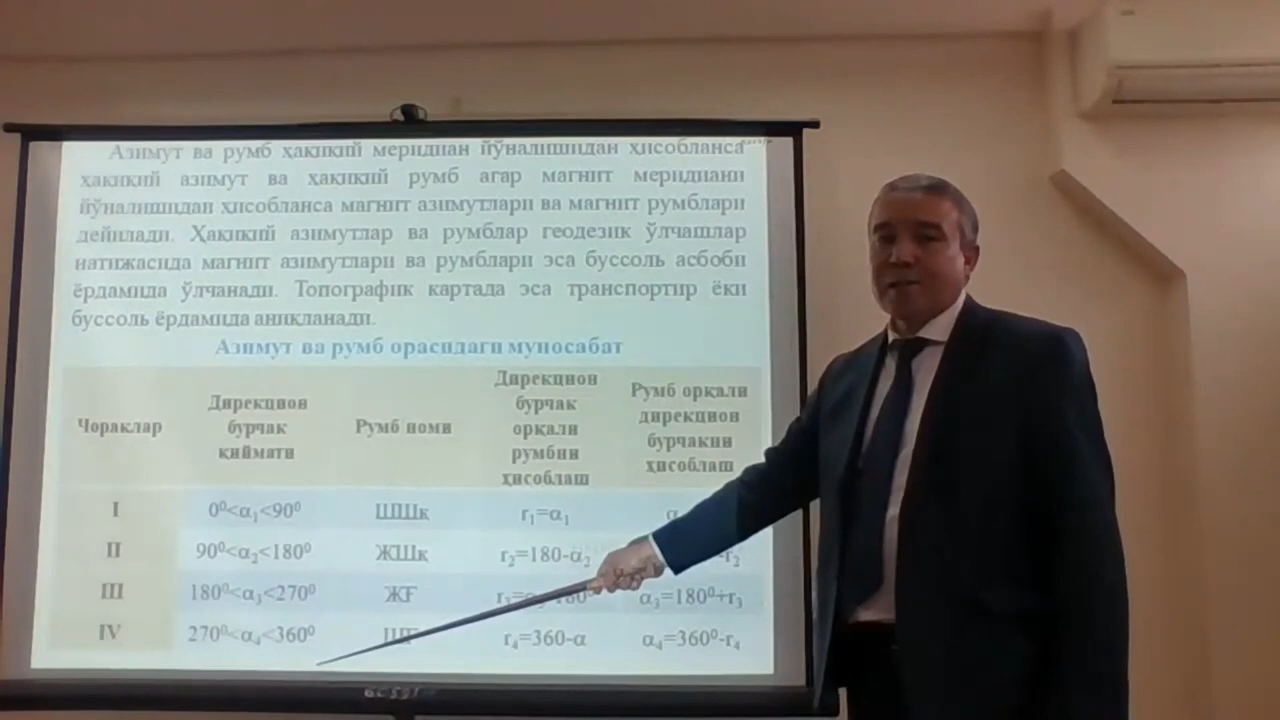 Азимут ва румб ҳақиқий меридиан йўналишидан ҳисобланса
ҳақиқий азимут ва ҳақиқий румб агар магнит меридиани
йўналишидан ҳисобланса магнит азимутлари ва магнит румблари
дейилади. Ҳақиқий азимутлар ва румблар геодезик ўлчашлар
натижасида магнит азимутлари ва румблари эса буссоль асбоби
ёрдамида ўлчанади. Топографик картада эса транспортир ёки
буссоль ёрдамида аниқланади.
Азимут ва румб орасидаги муносабат
Чораклар
Дирекцион
бурчак
қиймати
Румб номи
Дирекцион
бурчак
орқали
румбни
ҳисоблаш
Румб орқали
дирекцион
бурчакни
ҳисоблаш
I 0⁰<α₁<90⁰ ШШқ r₁=α₁ α
II 90⁰<α₂<180⁰ ЖШқ r₂=180-α₂ -r₂
III 180⁰<α₃<270⁰ ЖҒ α₃=180⁰+r₃
IV 270⁰<α₄<360⁰ r₄=360-α α₄=360⁰-r₄